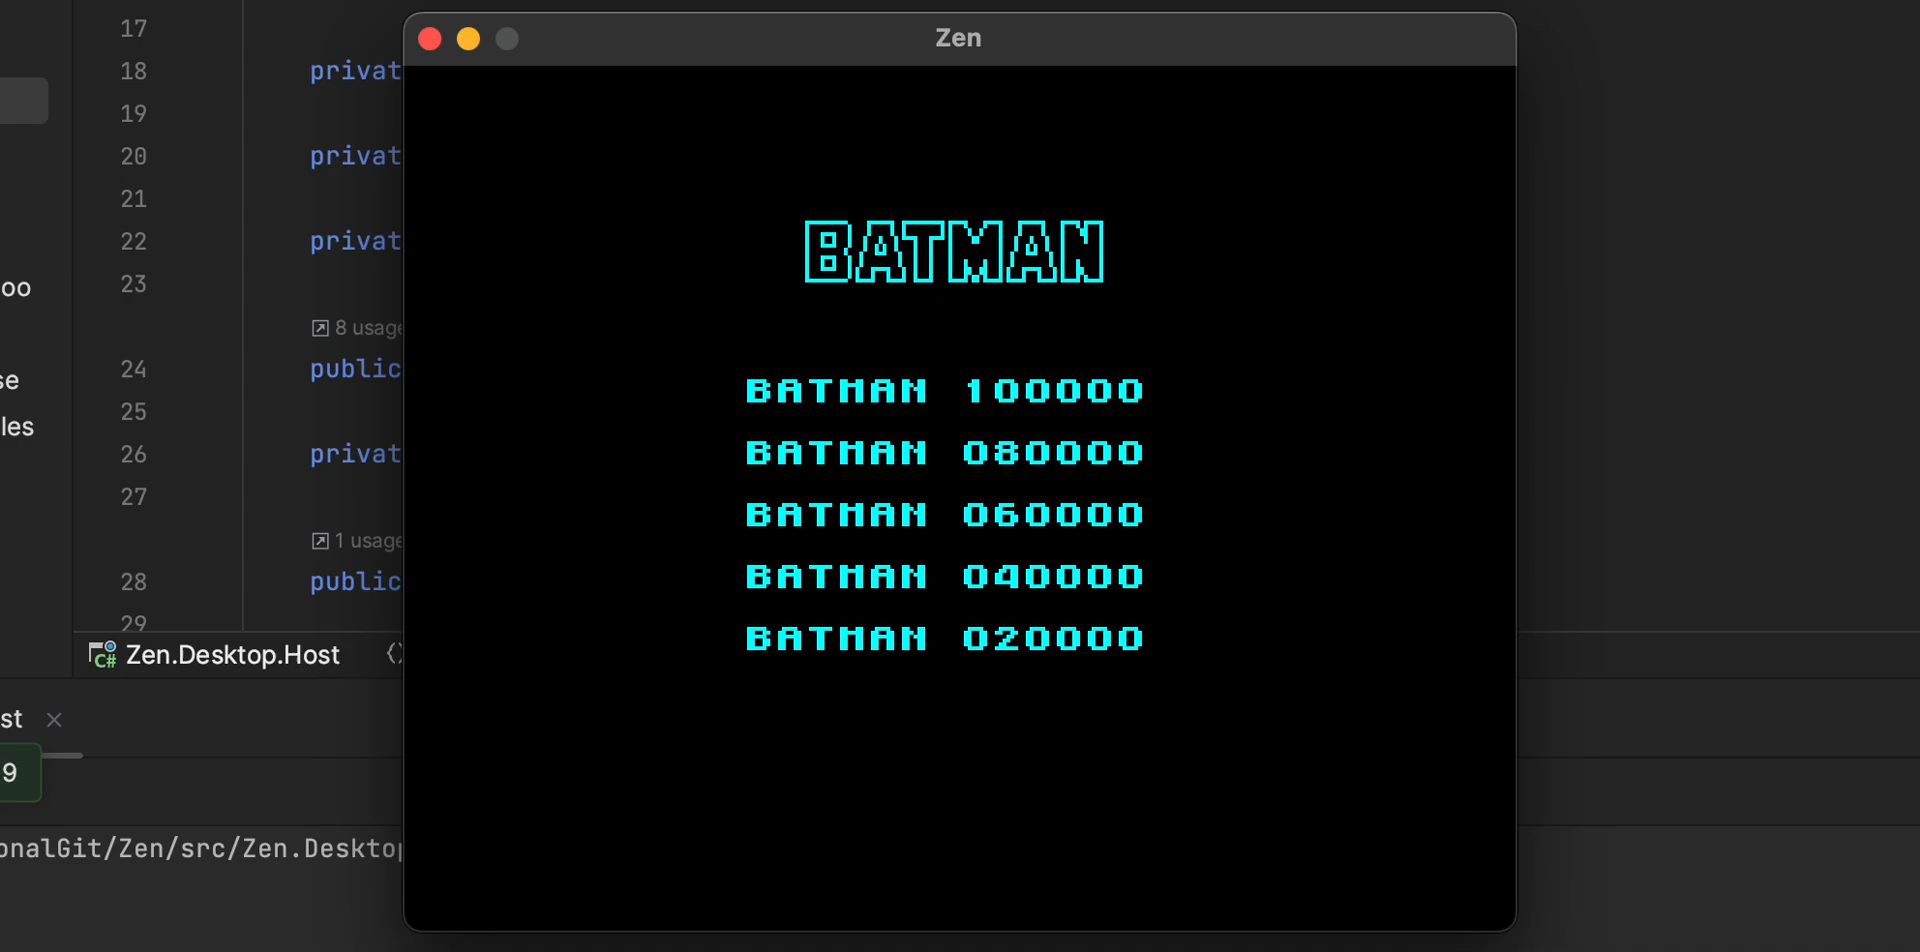 17
18 privat
19
20 privat
21
22 privat
23
8 usage
24 public
25
26 privat
27
1 usage
28 public
29
Zen
BATMAN
BATMAN 100000
BATMAN 080000
BATMAN 060000
BATMAN 040000
BATMAN 020000
oo
se
les
Zen.Desktop.Host
st
9
onalGit/Zen/src/Zen.Desktop